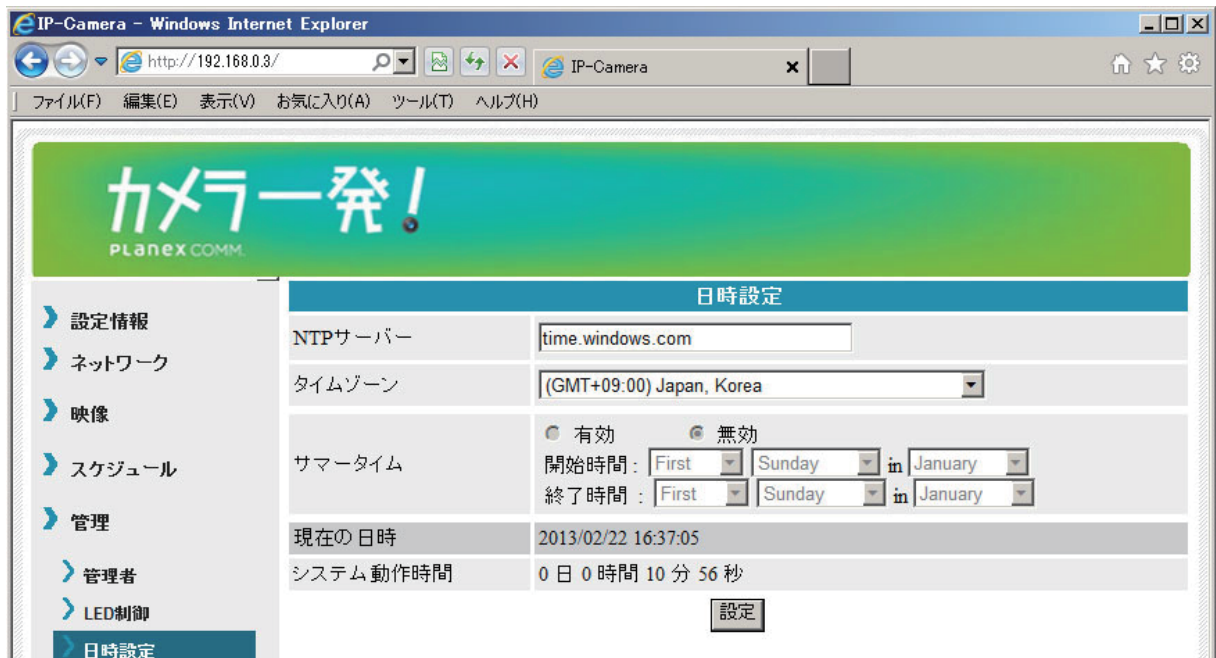 IP-Camera - Windows Internet Explorer
http://192.168.0.3/
IP-Camera
ファイル(F) 編集(E) 表示(V) お気に入り(A) ツール(T) ヘルプ(H)
カメラ一発!
PLanex COMM.
設定情報
ネットワーク
映像
スケジュール
管理
管理者
LED制御
日時設定
日時設定
NTPサーバー time.windows.com
タイムゾーン (GMT+09:00) Japan, Korea
サマータイム 有効 無効
開始時間 : First Sunday in January
終了時間 : First Sunday in January
現在の日時 2013/02/22 16:37:05
システム動作時間 0 日 0 時間 10 分 56 秒
設定